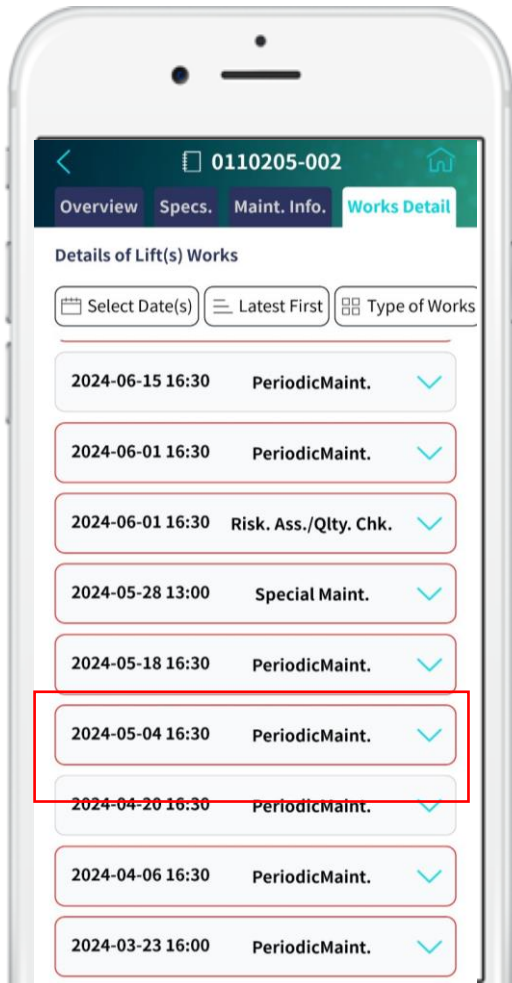 0110205-002
Overview Specs. Maint. Info. Works Detail
Details of Lift(s) Works
Select Date(s) Latest First Type of Works
2024-06-15 16:30 PeriodicMaint.
2024-06-01 16:30 PeriodicMaint.
2024-06-01 16:30 Risk. Ass./Qlty. Chk.
2024-05-28 13:00 Special Maint.
2024-05-18 16:30 PeriodicMaint.
2024-05-04 16:30 PeriodicMaint.
2024-04-20 16:30 PeriodicMaint.
2024-04-06 16:30 PeriodicMaint.
2024-03-23 16:00 PeriodicMaint.